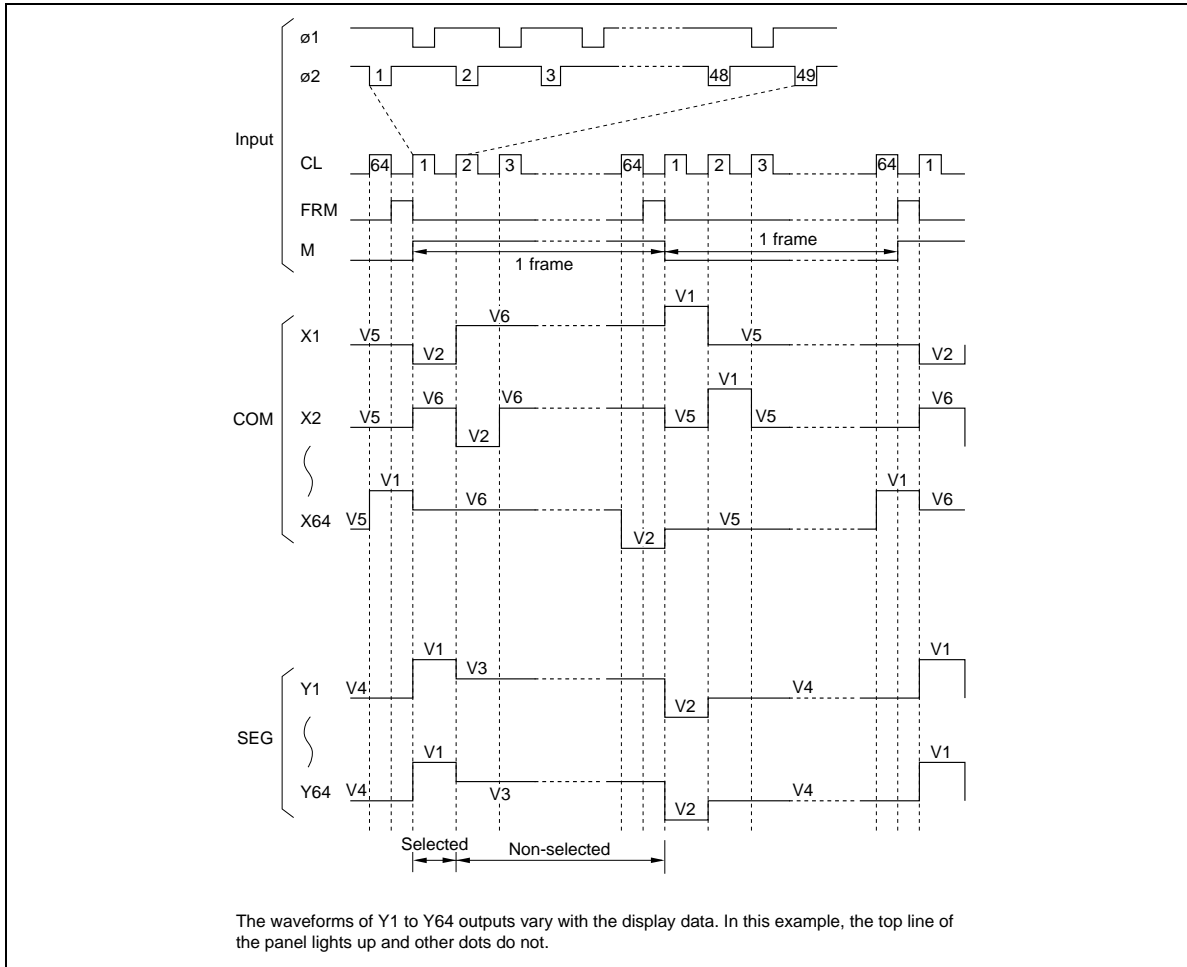 ø1
ø2 1 2 3 48 49
Input
CL 64 1 2 3 64 1 2 3 64 1
FRM
M 1 frame 1 frame
COM
X1 V5 V2 V6 V1 V5 V2
X2 V5 V6 V2 V6 V5 V1 V5 V6
X64 V5 V1 V6 V2 V5 V1 V6
SEG
Y1 V4 V1 V3 V2 V4 V1
Y64 V4 V1 V3 V2 V4 V1
Selected Non-selected
The waveforms of Y1 to Y64 outputs vary with the display data. In this example, the top line of
the panel lights up and other dots do not.